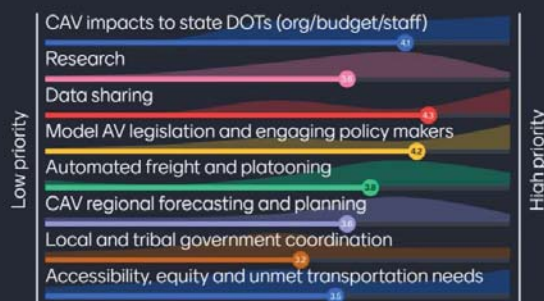 CAV impacts to state DOTs (org/budget/staff)
4.1
Research
3.6
Data sharing
4.3
Model AV legislation and engaging policy makers
4.2
Automated freight and platooning
3.8
CAV regional forecasting and planning
3.6
Local and tribal government coordination
3.2
Accessibility, equity and unmet transportation needs
3.5
Low priority
High priority